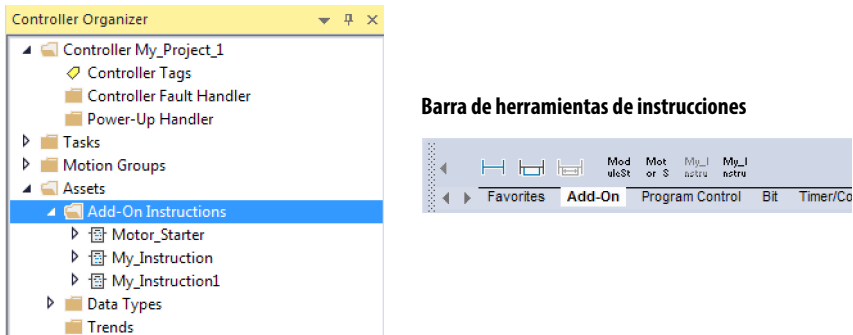 Controller Organizer
Controller My_Project_1
Controller Tags
Controller Fault Handler
Power-Up Handler
Tasks
Motion Groups
Assets
Add-On Instructions
Motor_Starter
My_Instruction
My_Instruction1
Data Types
Trends
Barra de herramientas de instrucciones
Mod Mot My_I My_I
uleSt or S nstru nstru
Favorites Add-On Program Control Bit Timer/Co